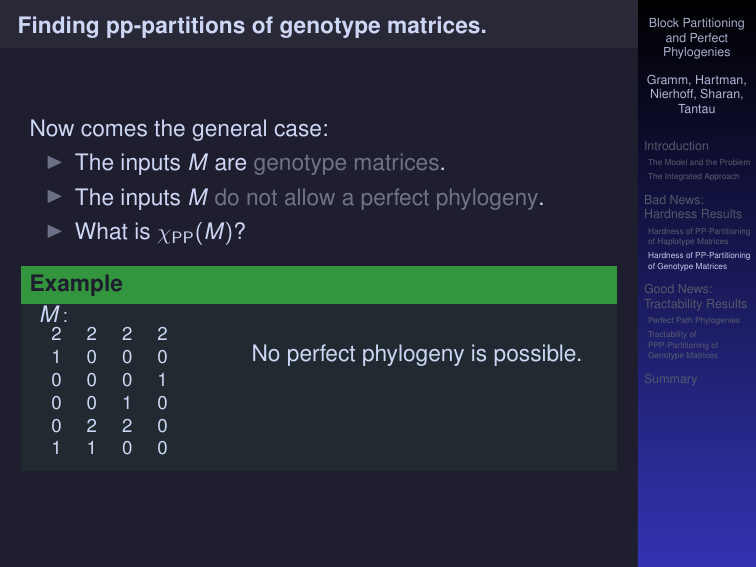 Finding pp-partitions of genotype matrices.
Now comes the general case:
▶ The inputs M are genotype matrices.
▶ The inputs M do not allow a perfect phylogeny.
▶ What is χPP(M)?
Example
M :
2 2 2 2
1 0 0 0
0 0 0 1
0 0 1 0
0 2 2 0
1 1 0 0
No perfect phylogeny is possible.
Block Partitioning
and Perfect
Phylogenies
Gramm, Hartman,
Nierhoff, Sharan,
Tantau
Introduction
The Model and the Problem
The Integrated Approach
Bad News:
Hardness Results
Hardness of PP-Partitioning
of Haplotype Matrices
Hardness of PP-Partitioning
of Genotype Matrices
Good News:
Tractability Results
Perfect Path Phylogenies
Tractability of
PPP-Partitioning of
Genotype Matrices
Summary